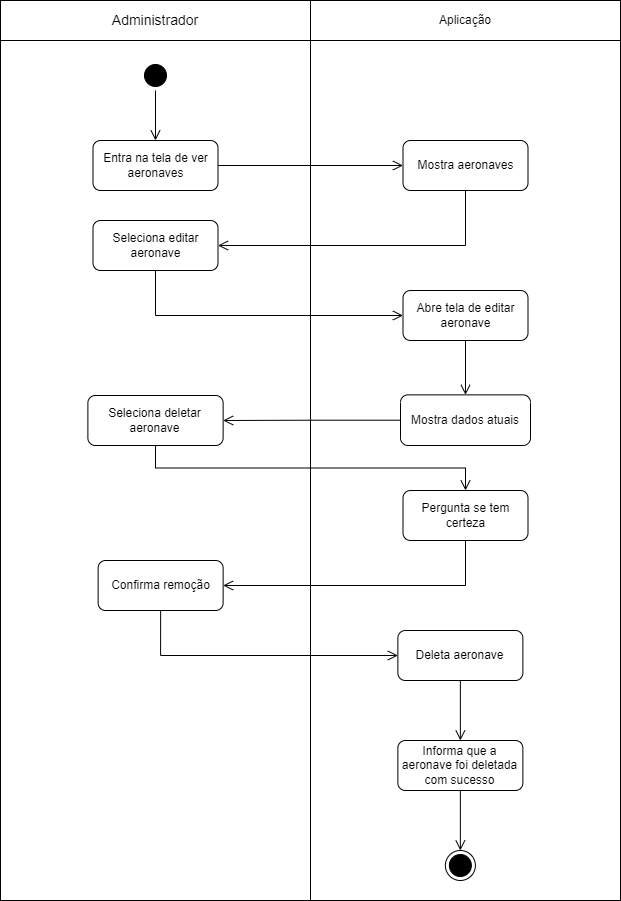 Administrador
Aplicação
Entra na tela de ver
aeronaves
Mostra aeronaves
Seleciona editar
aeronave
Abre tela de editar
aeronave
Mostra dados atuais
Seleciona deletar
aeronave
Pergunta se tem
certeza
Confirma remoção
Deleta aeronave
Informa que a
aeronave foi deletada
com sucesso